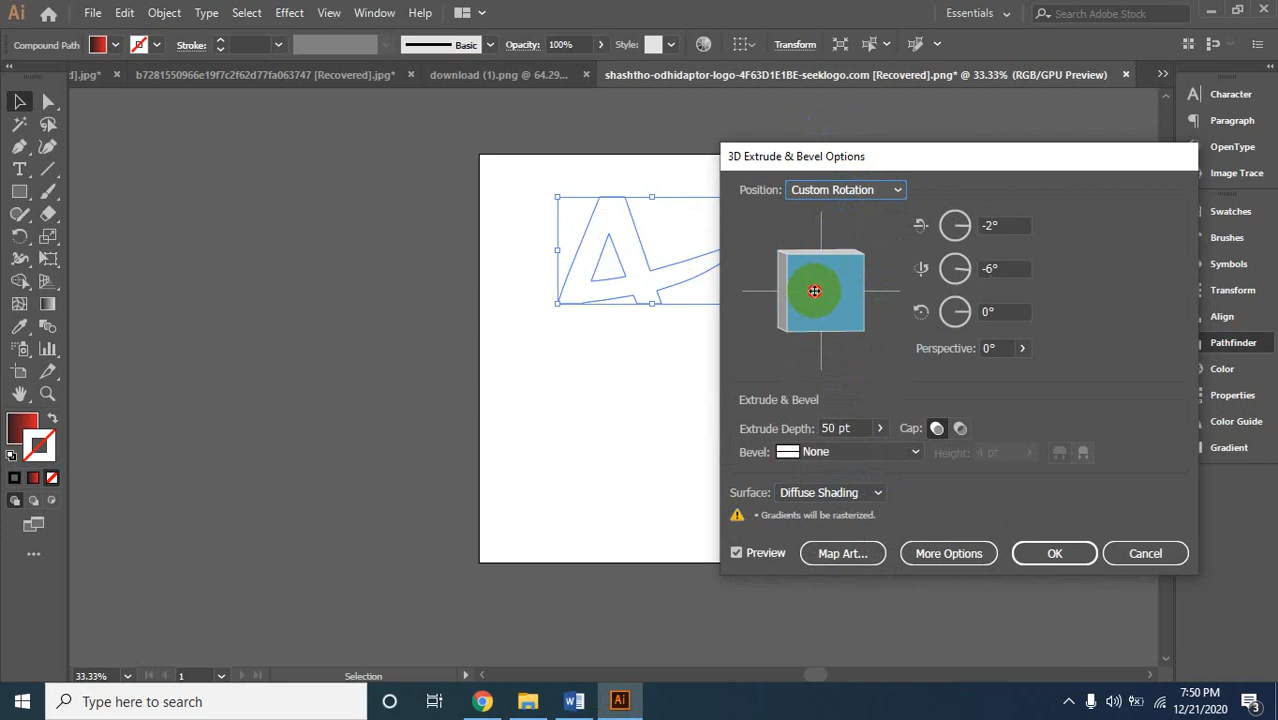 Ai File Edit Object Type Select Effect View Window Help Essentials Search Adobe Stock
Compound Path Stroke: Basic Opacity: 100% Style: Transform
d].jpg* b7281550966e19f7c2f62d77fa063747 [Recovered].jpg* download (1).png @ 64.29... shashtho-odhidaptor-logo-4F63D1E1BE-seeklogo.com [Recovered].png* @ 33.33% (RGB/GPU Preview)
Character
Paragraph
OpenType
Image Trace
Swatches
Brushes
Symbols
Transform
Align
Pathfinder
Color
Properties
Color Guide
Gradient
3D Extrude & Bevel Options
Position: Custom Rotation
-2°
-6°
0°
Perspective: 0°
Extrude & Bevel
Extrude Depth: 50 pt Cap:
Bevel: None Height: 4 pt
Surface: Diffuse Shading
• Gradients will be rasterized.
Preview Map Art... More Options OK Cancel
A
33.33% 1 Selection
Type here to search
Ai
7:50 PM
12/21/2020
3